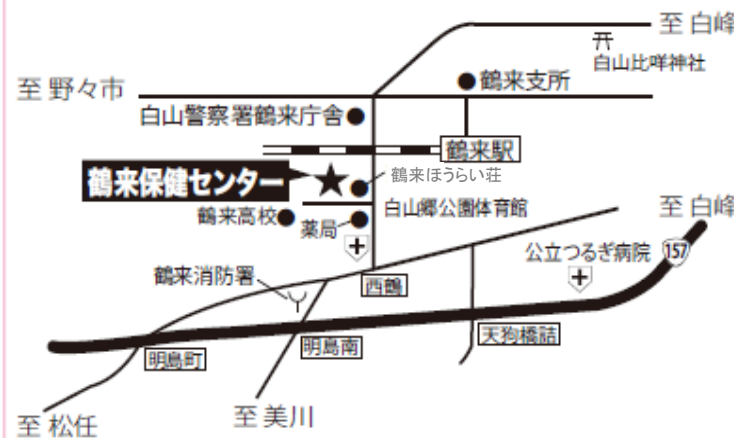 至 白峰
白山比咩神社
至 野々市
鶴来支所
白山警察署鶴来庁舎
鶴来駅
鶴来保健センター
鶴来ほうらい荘
鶴来高校
薬局
白山郷公園体育館
至 白峰
公立つるぎ病院
157
鶴来消防署
西鶴
天狗橋詰
明島町
明島南
至 松任
至 美川